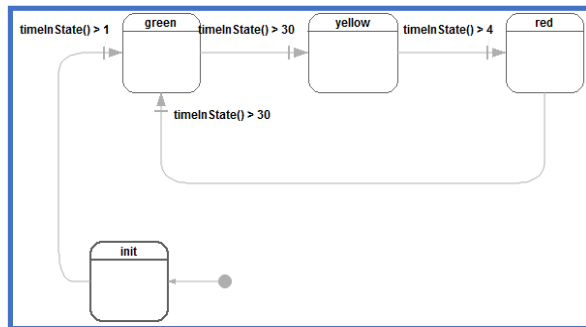 green
yellow
red
timeInState() > 1
timeInState() > 30
timeInState() > 4
timeInState() > 30
init